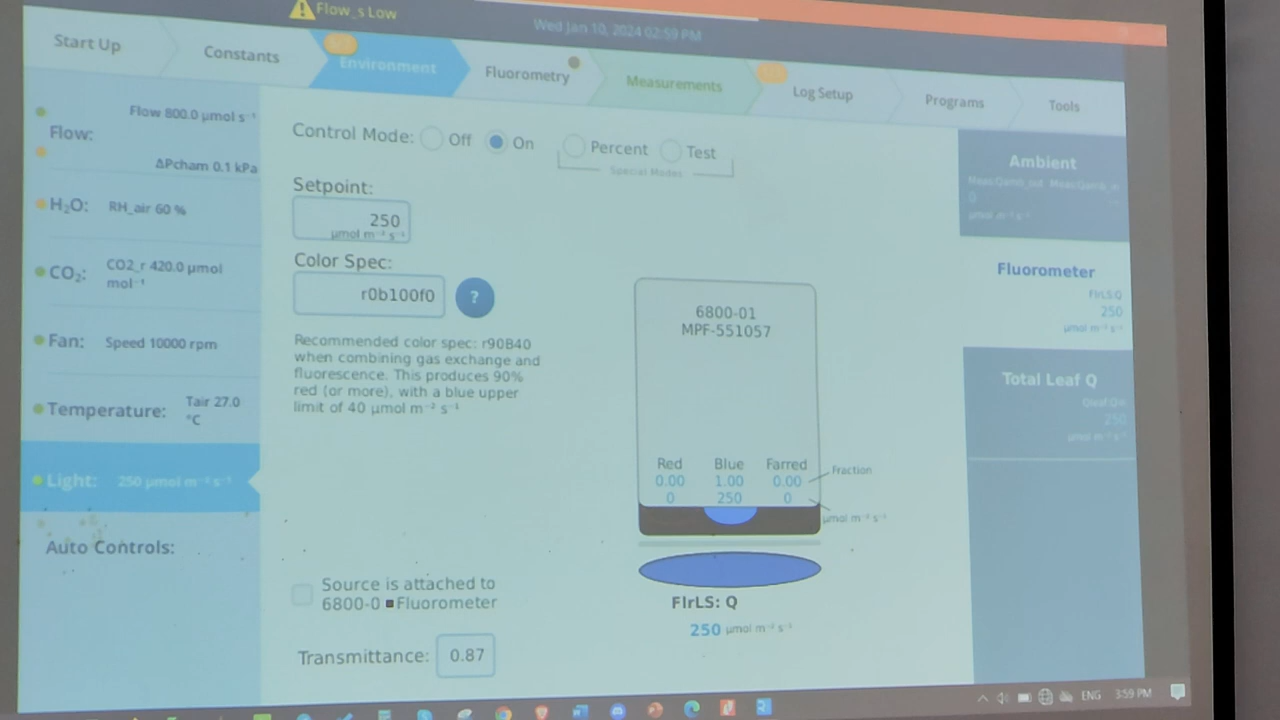 Flow_s Low
Wed Jan 10, 2024 02:59 PM
Start Up
Constants
Environment
Fluorometry
Measurements
Log Setup
Programs
Tools
Flow:
Flow 800.0 µmol s⁻¹
ΔPcham 0.1 kPa
H₂O: RH_air 60 %
CO₂: CO2_r 420.0 µmol
mol⁻¹
Fan: Speed 10000 rpm
Temperature: Tair 27.0
°C
Light: 250 µmol m⁻² s⁻¹
Auto Controls:
Control Mode: Off On Percent Test
Special Modes
Setpoint:
250
µmol m⁻² s⁻¹
Color Spec:
r0b100f0 ?
Recommended color spec: r90B40
when combining gas exchange and
fluorescence. This produces 90%
red (or more), with a blue upper
limit of 40 µmol m⁻² s⁻¹
Source is attached to
6800-0 Fluorometer
Transmittance: 0.87
6800-01
MPF-551057
Red Blue Farred
0.00 1.00 0.00 Fraction
0 250 0
µmol m⁻² s⁻¹
FlrLS: Q
250 µmol m⁻² s⁻¹
Ambient
0
µmol m⁻² s⁻¹
Fluorometer
FlrLS:Q
250
µmol m⁻² s⁻¹
Total Leaf Q
250
µmol m⁻² s⁻¹
ENG 3:59 PM